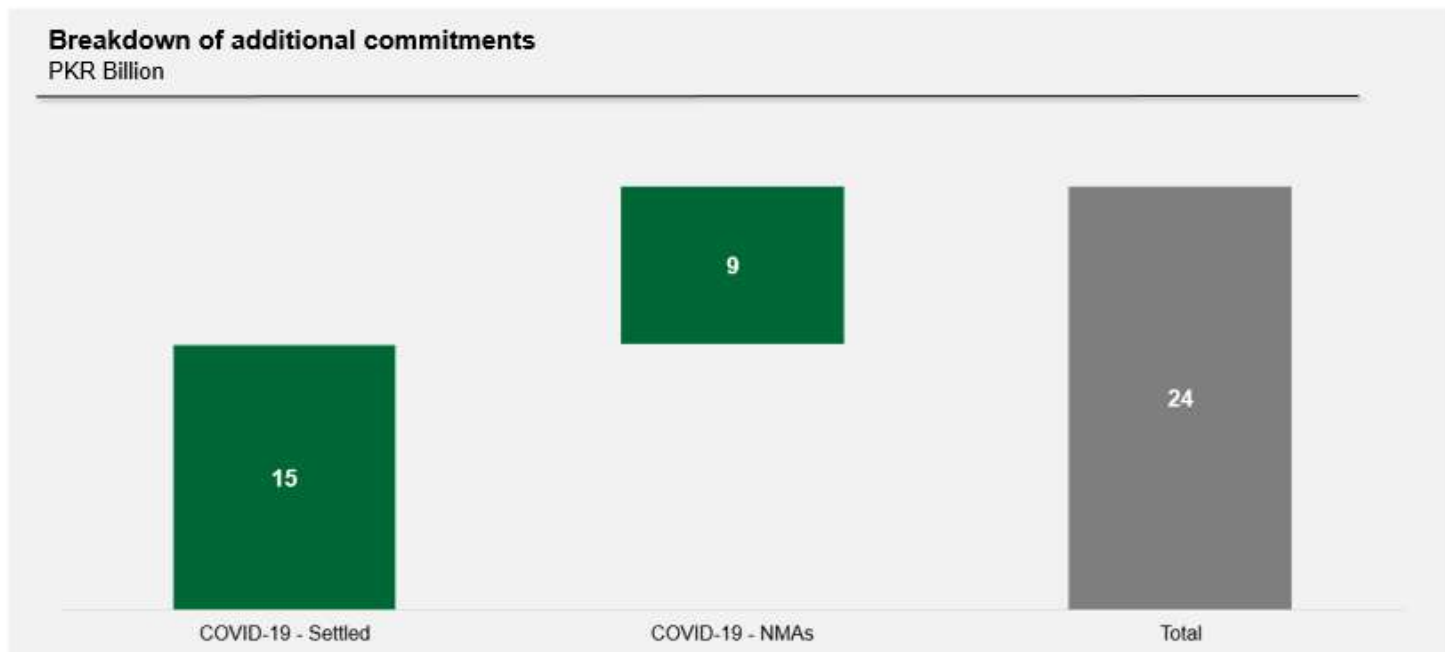 Breakdown of additional commitments
PKR Billion
9
24
15
COVID-19 - Settled
COVID-19 - NMAs
Total